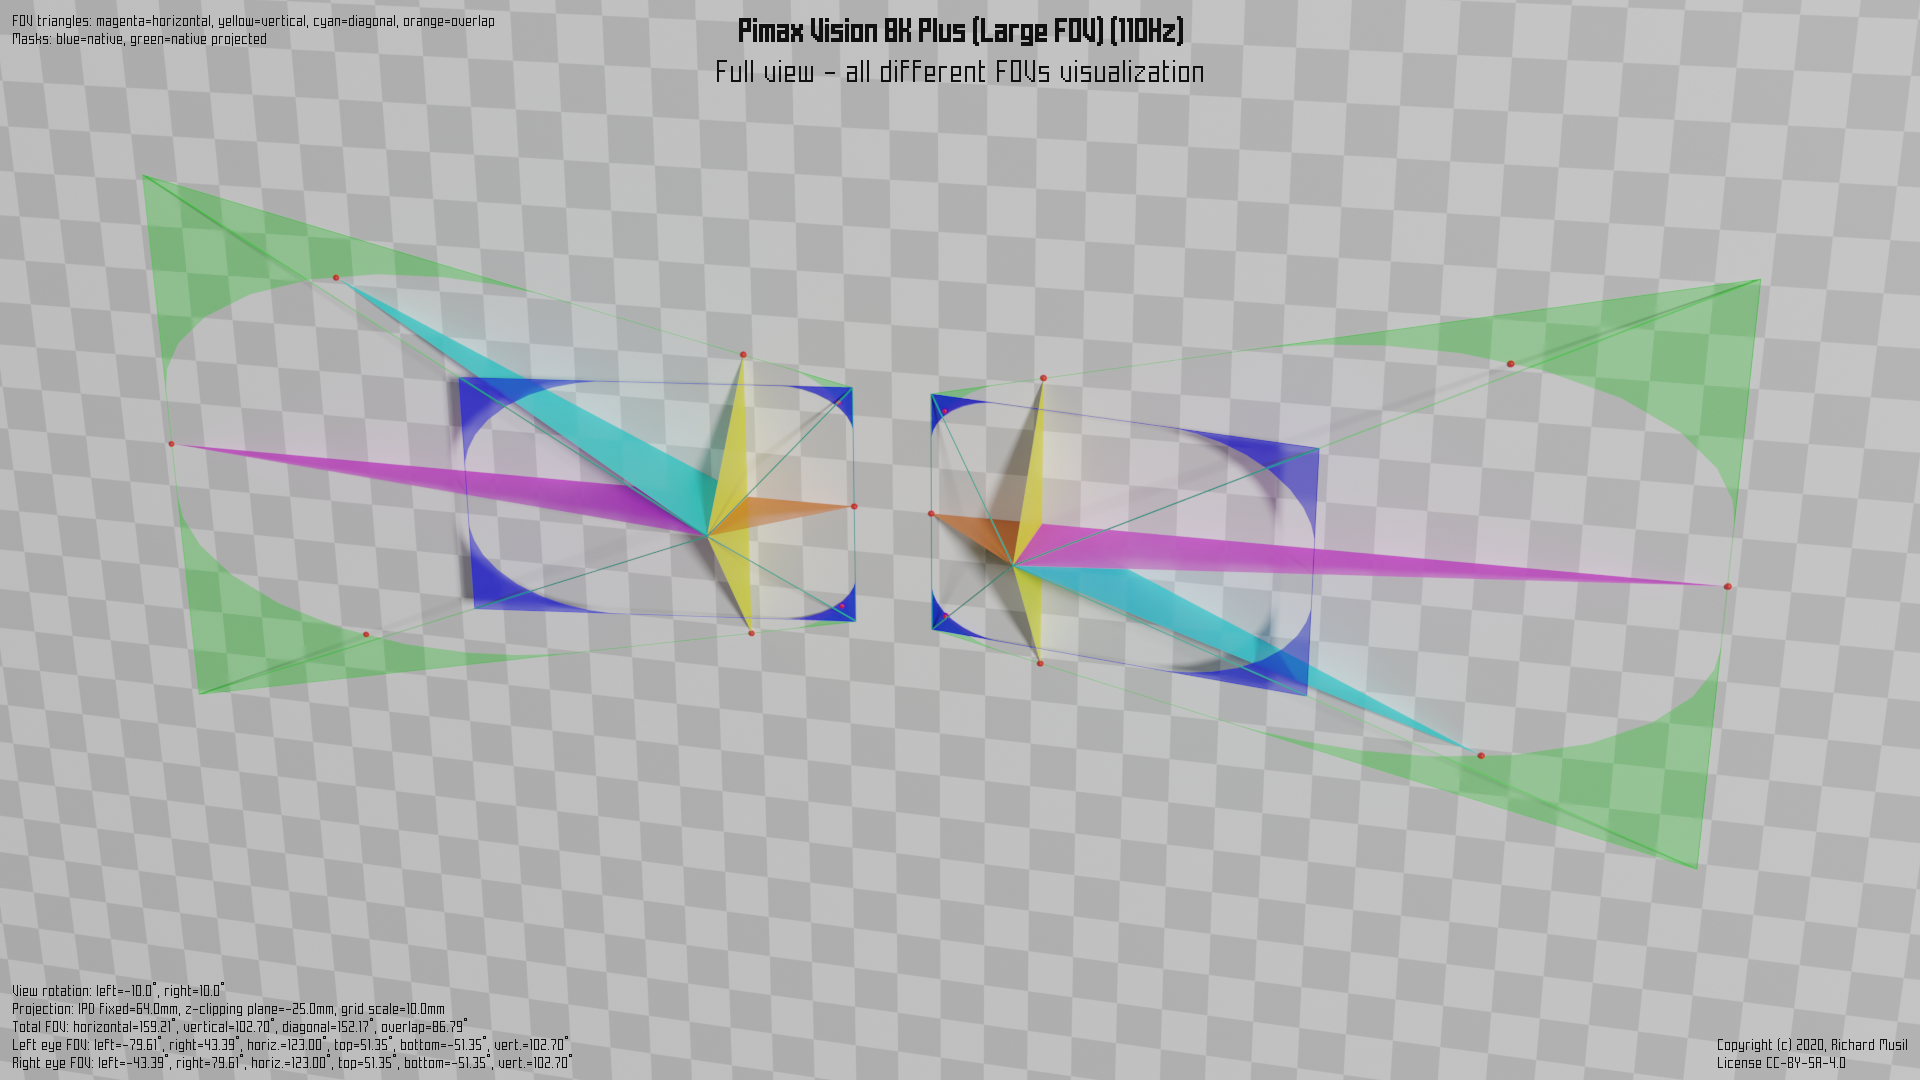 FOV triangles: magenta=horizontal, yellow=vertical, cyan=diagonal, orange=overlap
Masks: blue=native, green=native projected
Pimax Vision 8K Plus (Large FOV) (110Hz)
Full view - all different FOVs visualization
View rotation: left=-10.0°, right=10.0°
Projection: IPD fixed=64.0mm, z-clipping plane=-25.0mm, grid scale=10.0mm
Total FOV: horizontal=159.21°, vertical=102.70°, diagonal=152.17°, overlap=86.79°
Left eye FOV: left=-79.61°, right=43.39°, horiz.=123.00°, top=51.35°, bottom=-51.35°, vert.=102.70°
Right eye FOV: left=-43.39°, right=79.61°, horiz.=123.00°, top=51.35°, bottom=-51.35°, vert.=102.70°
Copyright (c) 2020, Richard Musil
License CC-BY-SA-4.0